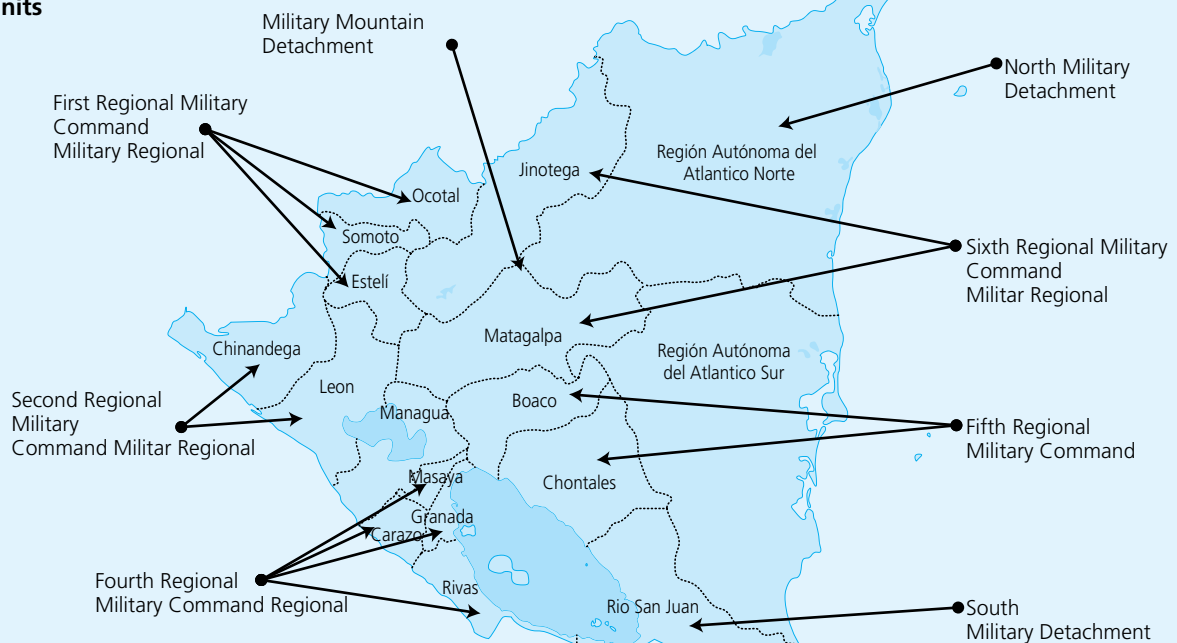 nits
Military Mountain
Detachment
North Military
Detachment
First Regional Military
Command
Military Regional
Región Autónoma del
Atlantico Norte
Jinotega
Ocotal
Somoto
Estelí
Sixth Regional Military
Command
Militar Regional
Matagalpa
Chinandega
Región Autónoma
del Atlantico Sur
Leon
Boaco
Managua
Second Regional
Military
Command Militar Regional
Fifth Regional
Military Command
Masaya
Chontales
Granada
Carazo
Fourth Regional
Military Command Regional
Rivas
Rio San Juan
South
Military Detachment